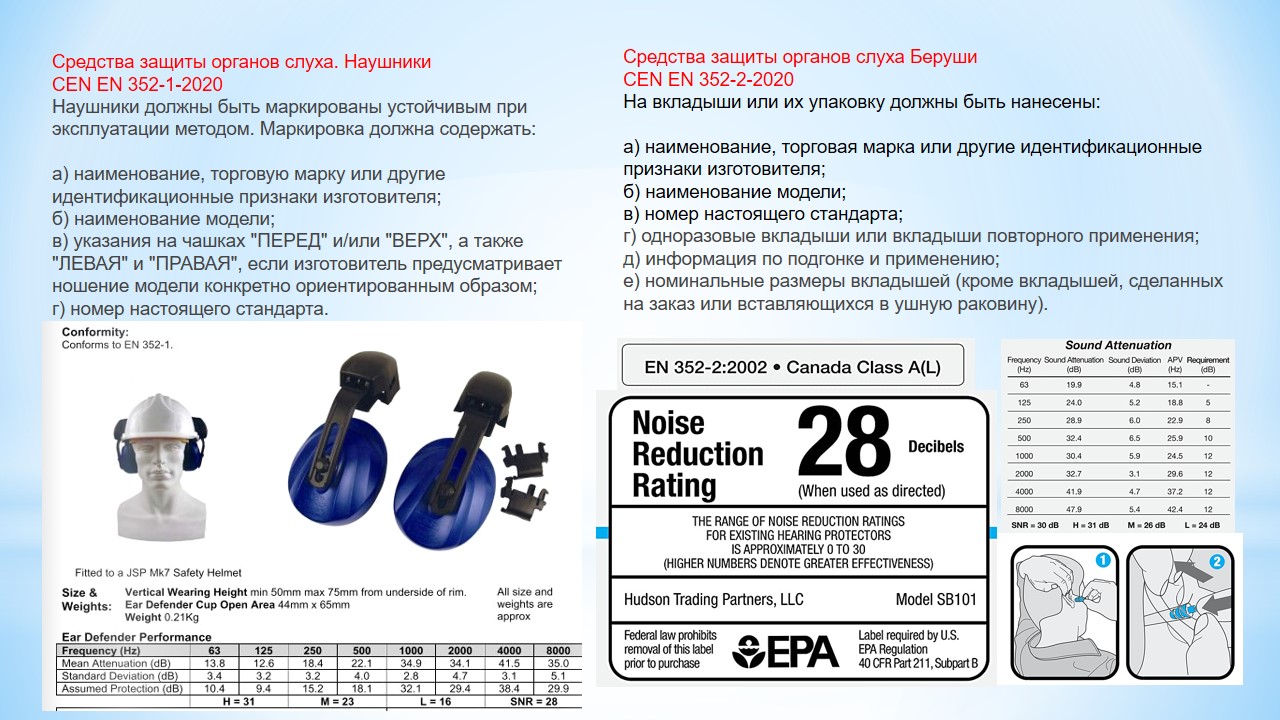 Средства защиты органов слуха. Наушники
CEN EN 352-1-2020
Наушники должны быть маркированы устойчивым при
эксплуатации методом. Маркировка должна содержать:
а) наименование, торговую марку или другие
идентификационные признаки изготовителя;
б) наименование модели;
в) указания на чашках "ПЕРЕД" и/или "ВЕРХ", а также
"ЛЕВАЯ" и "ПРАВАЯ", если изготовитель предусматривает
ношение модели конкретно ориентированным образом;
г) номер настоящего стандарта.
Conformity:
Conforms to EN 352-1.
Fitted to a JSP Mk7 Safety Helmet
Size & Weights:
Vertical Wearing Height min 50mm max 75mm from underside of rim.
Ear Defender Cup Open Area 44mm x 65mm
Weight 0.21Kg
All size and
weights are
approx
Ear Defender Performance
Frequency (Hz) 63 125 250 500 1000 2000 4000 8000
Mean Attenuation (dB) 13.8 12.6 18.4 22.1 34.9 34.1 41.5 35.0
Standard Deviation (dB) 3.4 3.2 3.2 4.0 2.8 4.7 3.1 5.1
Assumed Protection (dB) 10.4 9.4 15.2 18.1 32.1 29.4 38.4 29.9
H = 31 M = 23 L = 16 SNR = 28
Средства защиты органов слуха Беруши
CEN EN 352-2-2020
На вкладыши или их упаковку должны быть нанесены:
а) наименование, торговая марка или другие идентификационные
признаки изготовителя;
б) наименование модели;
в) номер настоящего стандарта;
г) одноразовые вкладыши или вкладыши повторного применения;
д) информация по подгонке и применению;
е) номинальные размеры вкладышей (кроме вкладышей, сделанных
на заказ или вставляющихся в ушную раковину).
EN 352-2:2002 • Canada Class A(L)
Noise
Reduction
Rating
28
Decibels
(When used as directed)
THE RANGE OF NOISE REDUCTION RATINGS
FOR EXISTING HEARING PROTECTORS
IS APPROXIMATELY 0 TO 30
(HIGHER NUMBERS DENOTE GREATER EFFECTIVENESS)
Hudson Trading Partners, LLC Model SB101
Federal law prohibits
removal of this label
prior to purchase
EPA
Label required by U.S.
EPA Regulation
40 CFR Part 211, Subpart B
Sound Attenuation
Frequency Sound Attenuation Sound Deviation APV Requirement
(Hz) (dB) (dB) (Hz) (dB)
63 19.9 4.8 15.1 -
125 24.0 5.2 18.8 5
250 28.9 6.0 22.9 8
500 32.4 6.5 25.9 10
1000 30.4 5.9 24.5 12
2000 32.7 3.1 29.6 12
4000 41.9 4.7 37.2 12
8000 47.9 5.4 42.4 12
SNR = 30 dB H = 31 dB M = 26 dB L = 24 dB
1
2